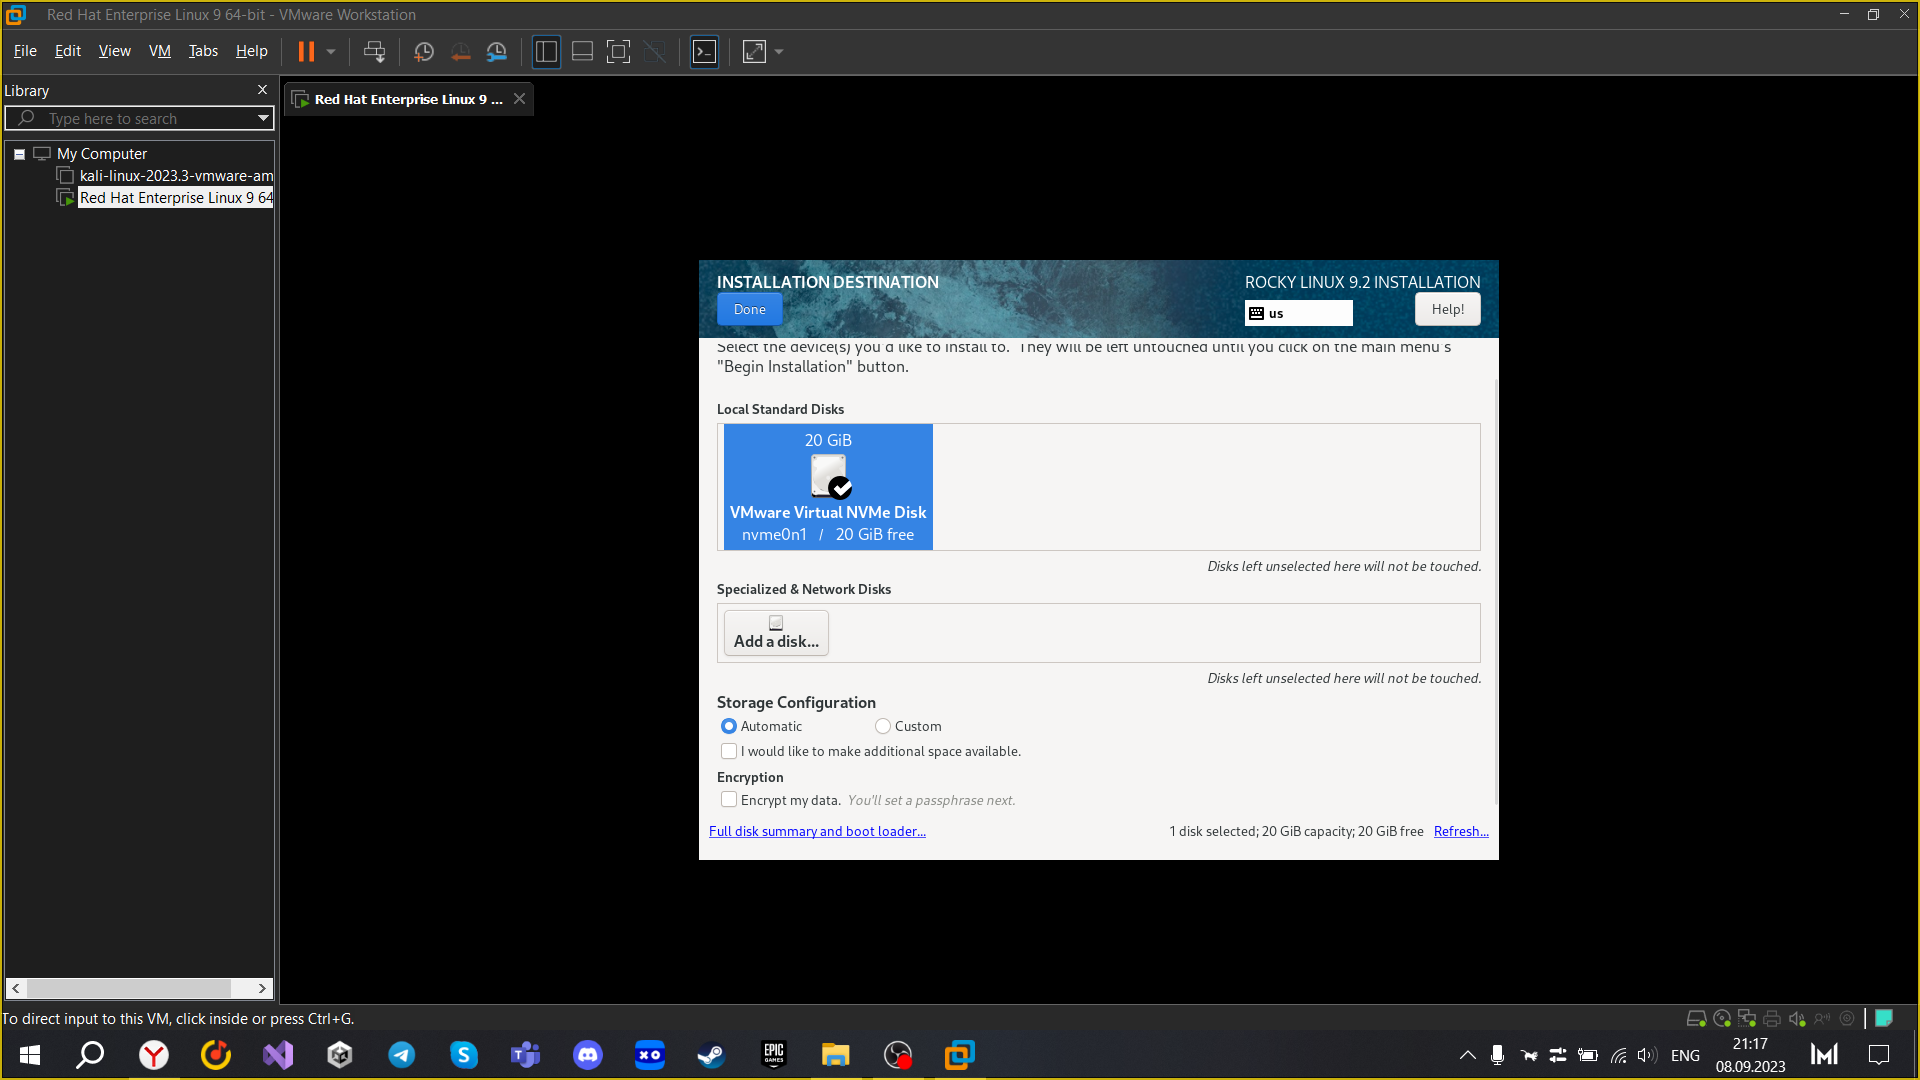 Red Hat Enterprise Linux 9 64-bit - VMware Workstation
File Edit View VM Tabs Help
Library
Type here to search
My Computer
kali-linux-2023.3-vmware-am
Red Hat Enterprise Linux 9 64
Red Hat Enterprise Linux 9 ...
INSTALLATION DESTINATION
ROCKY LINUX 9.2 INSTALLATION
Done
us
Help!
Select the device(s) you'd like to install to. They will be left untouched until you click on the main menu's
"Begin Installation" button.
Local Standard Disks
20 GiB
VMware Virtual NVMe Disk
nvme0n1 / 20 GiB free
Disks left unselected here will not be touched.
Specialized & Network Disks
Add a disk...
Disks left unselected here will not be touched.
Storage Configuration
Automatic Custom
I would like to make additional space available.
Encryption
Encrypt my data. You'll set a passphrase next.
Full disk summary and boot loader...
1 disk selected; 20 GiB capacity; 20 GiB free Refresh...
To direct input to this VM, click inside or press Ctrl+G.
XO
EPIC
GAMES
ENG
21:17
08.09.2023